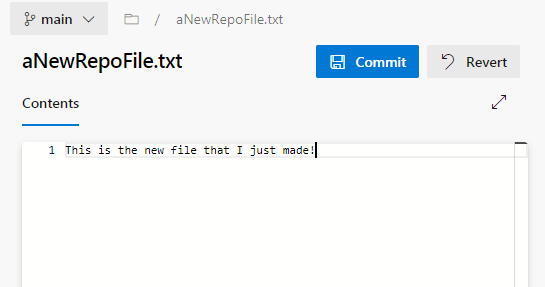 main / aNewRepoFile.txt
aNewRepoFile.txt Commit Revert
Contents
1 This is the new file that I just made!